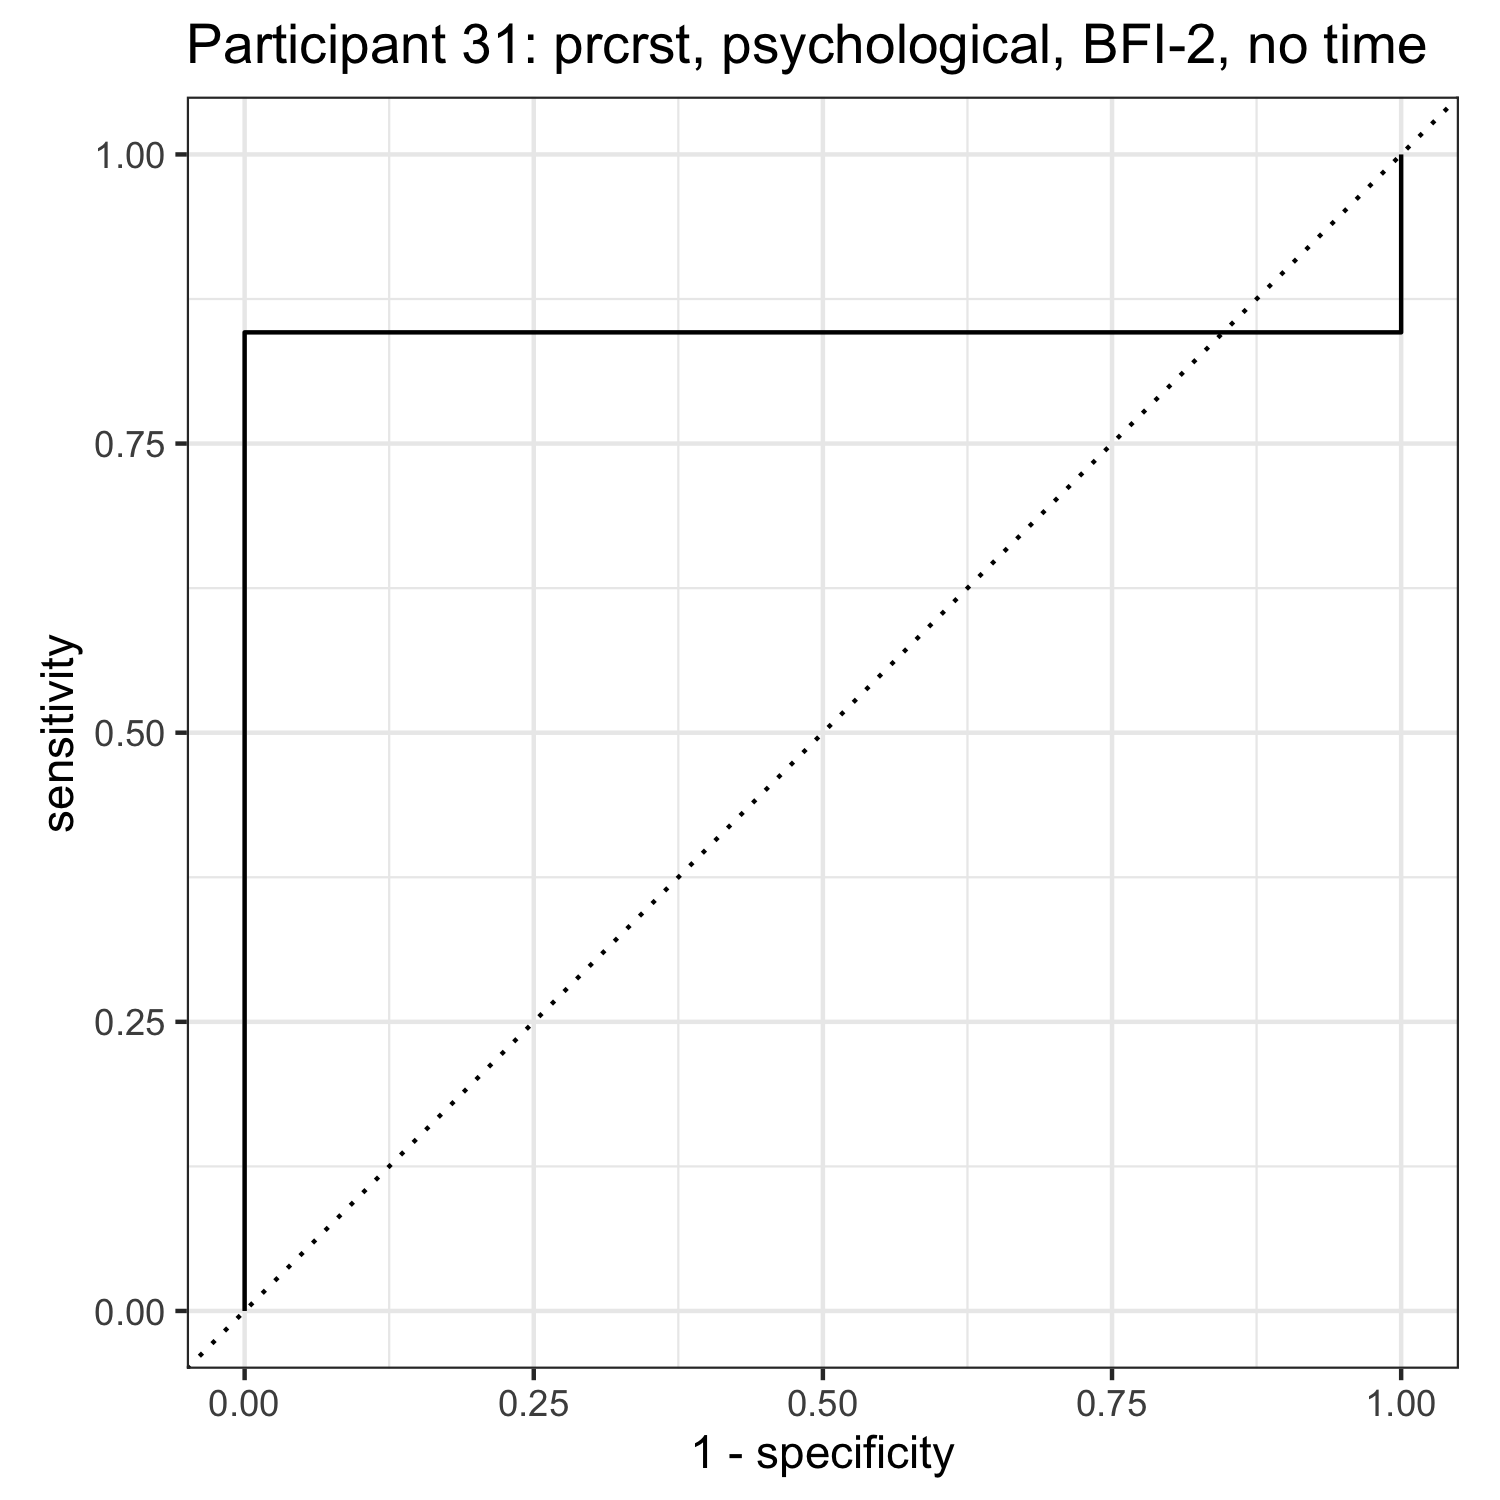 Participant 31: prcrst, psychological, BFI-2, no time
1.00
0.75
0.50
0.25
0.00
sensitivity
0.00 0.25 0.50 0.75 1.00
1 - specificity